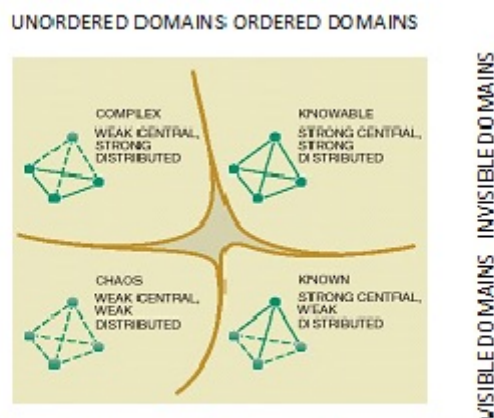 UNORDERED DOMAINS: ORDERED DOMAINS
COMPLEX
WEAK CENTRAL,
STRONG
DISTRIBUTED
KNOWABLE
STRONG CENTRAL,
STRONG
DISTRIBUTED
INVISIBLE DOMAINS
CHAOS
WEAK CENTRAL,
WEAK
DISTRIBUTED
KNOWN
STRONG CENTRAL,
WEAK
DISTRIBUTED
VISIBLE DOMAINS